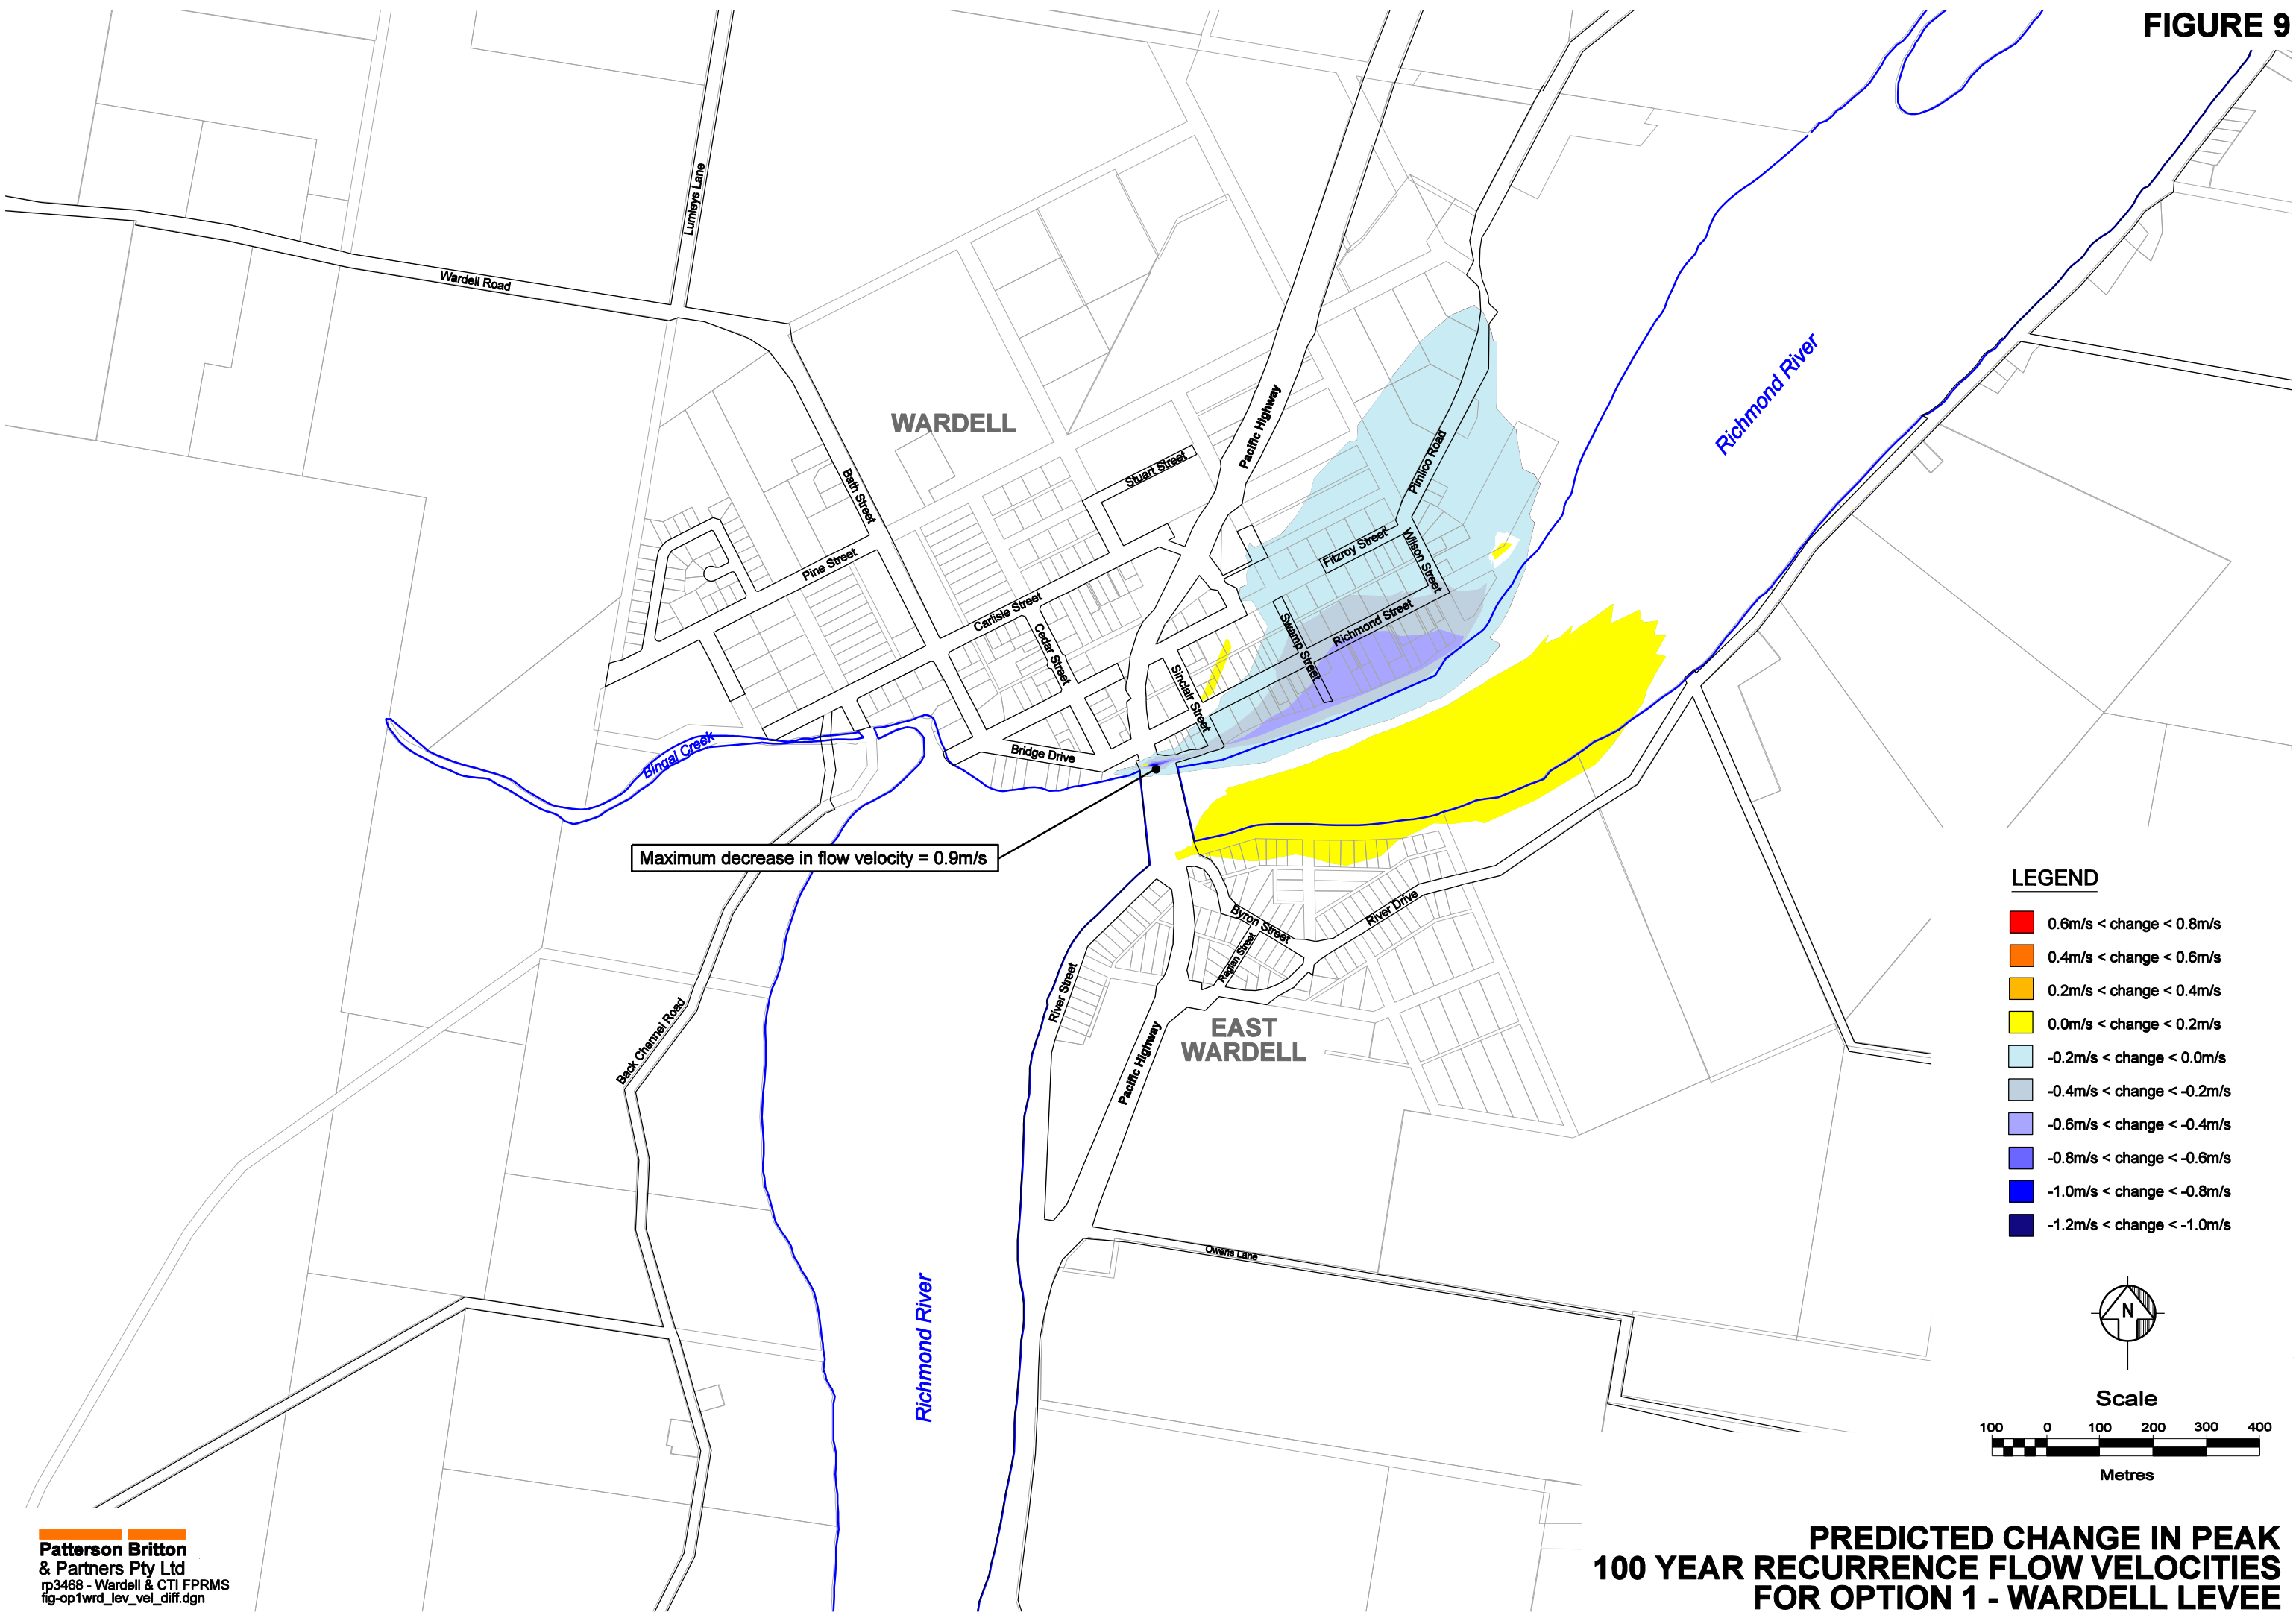 FIGURE 9
Lumleys Lane
Wardell Road
WARDELL
Pacific Highway
Richmond River
Stuart Street
Bath Street
Pimlico Road
Pine Street
Fitzroy Street
Wilson Street
Carlisle Street
Cedar Street
Richmond Street
Swamp Street
Sinclair Street
Bingal Creek
Bridge Drive
Maximum decrease in flow velocity = 0.9m/s
Byron Street
River Drive
Raglan Street
River Street
EAST
WARDELL
Back Channel Road
Pacific Highway
Owens Lane
Richmond River
LEGEND
0.6m/s < change < 0.8m/s
0.4m/s < change < 0.6m/s
0.2m/s < change < 0.4m/s
0.0m/s < change < 0.2m/s
-0.2m/s < change < 0.0m/s
-0.4m/s < change < -0.2m/s
-0.6m/s < change < -0.4m/s
-0.8m/s < change < -0.6m/s
-1.0m/s < change < -0.8m/s
-1.2m/s < change < -1.0m/s
N
Scale
100 0 100 200 300 400
Metres
Patterson Britton
& Partners Pty Ltd
rp3468 - Wardell & CTI FPRMS
fig-op1wrd_lev_vel_diff.dgn
PREDICTED CHANGE IN PEAK
100 YEAR RECURRENCE FLOW VELOCITIES
FOR OPTION 1 - WARDELL LEVEE